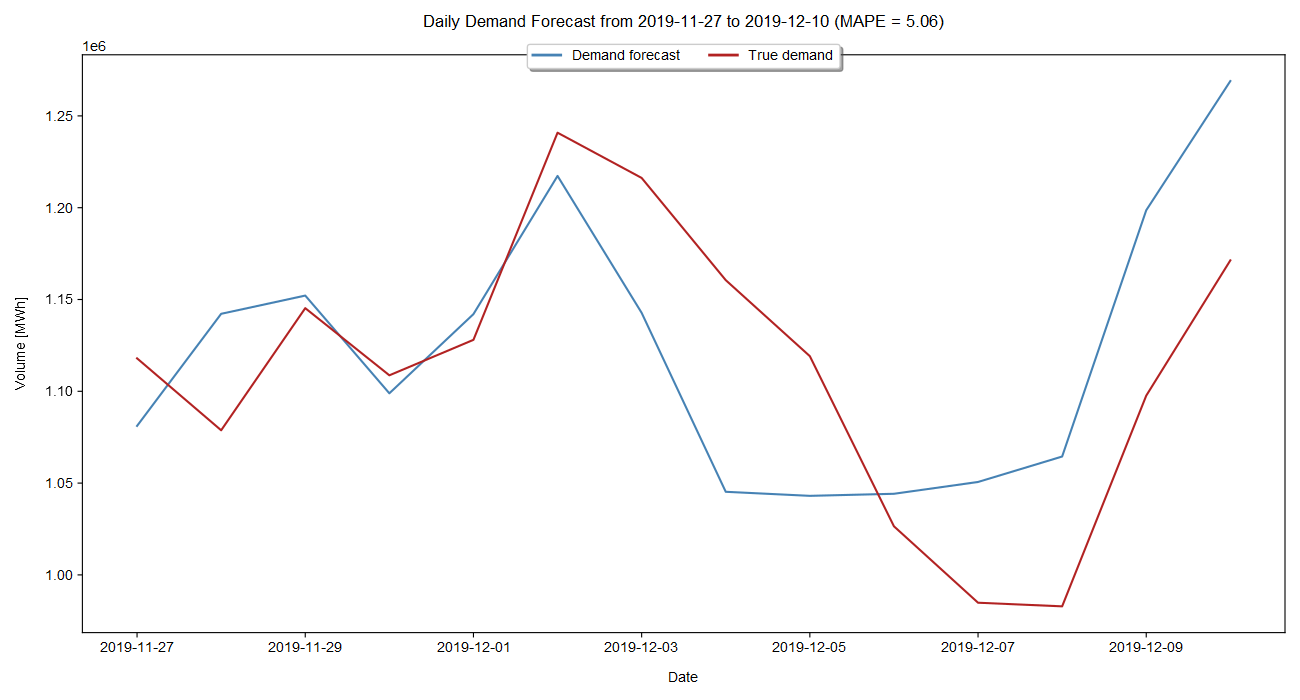 Daily Demand Forecast from 2019-11-27 to 2019-12-10 (MAPE = 5.06)
1e6
Demand forecast True demand
1.25
1.20
1.15
1.10
1.05
1.00
Volume [MWh]
2019-11-27 2019-11-29 2019-12-01 2019-12-03 2019-12-05 2019-12-07 2019-12-09
Date